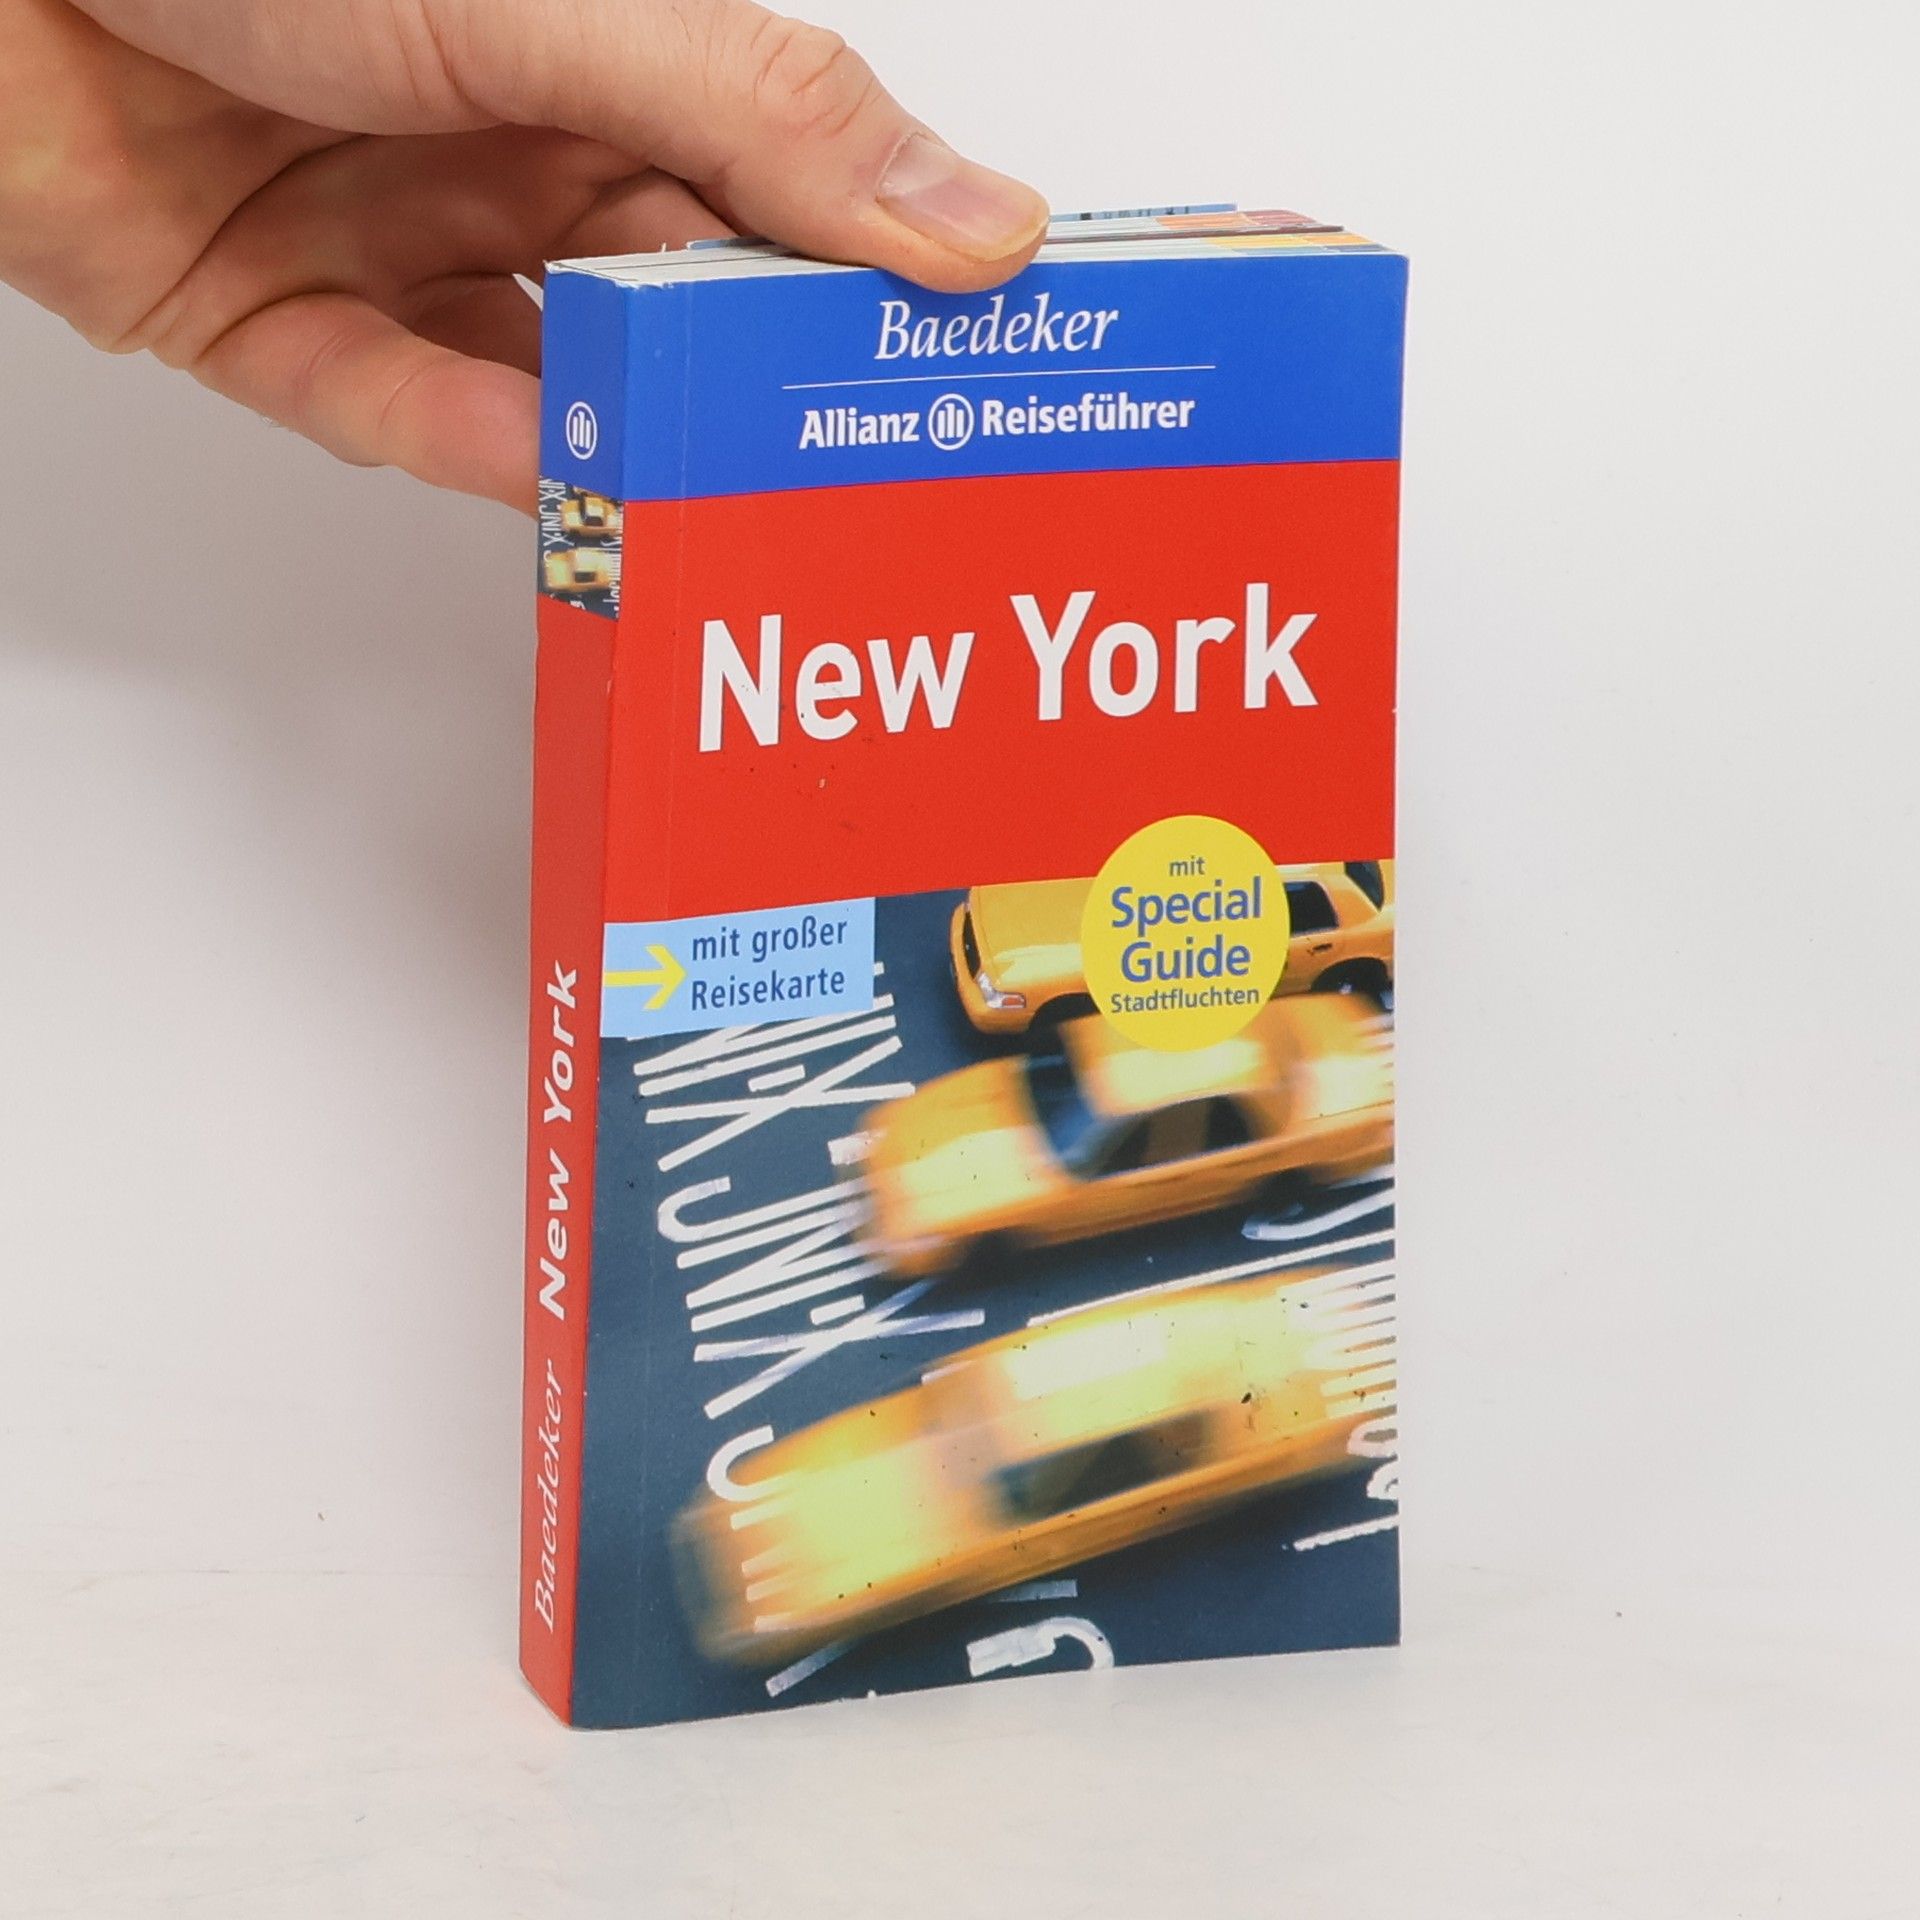 Baedeker
Allianz Reiseführer
New York
mit
Special
Guide
Stadtfluchten
mit großer
Reisekarte
Baedeker New York